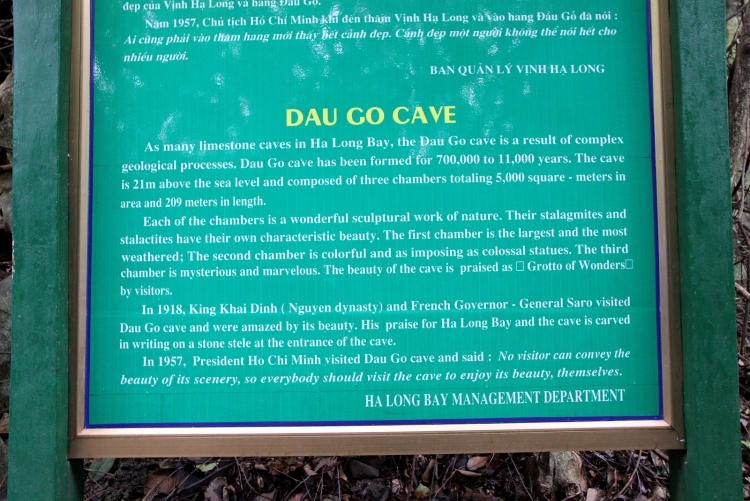 đẹp của Vịnh Hạ Long và hang Đầu Gỗ.
Năm 1957, Chủ tịch Hồ Chí Minh khi đến thăm Vịnh Hạ Long và vào hang Đầu Gỗ đã nói :
Ai cũng phải vào thăm hang mới thấy hết cảnh đẹp. Cảnh đẹp một người không thể nói hết cho
nhiều người.
BAN QUẢN LÝ VỊNH HẠ LONG
DAU GO CAVE
As many limestone caves in Ha Long Bay, the Dau Go cave is a result of complex
geological processes. Dau Go cave has been formed for 700,000 to 11,000 years. The cave
is 21m above the sea level and composed of three chambers totaling 5,000 square - meters in
area and 209 meters in length.
Each of the chambers is a wonderful sculptural work of nature. Their stalagmites and
stalactites have their own characteristic beauty. The first chamber is the largest and the most
weathered; The second chamber is colorful and as imposing as colossal statues. The third
chamber is mysterious and marvelous. The beauty of the cave is praised as □ Grotto of Wonders□
by visitors.
In 1918, King Khai Dinh ( Nguyen dynasty) and French Governor - General Saro visited
Dau Go cave and were amazed by its beauty. His praise for Ha Long Bay and the cave is carved
in writing on a stone stele at the entrance of the cave.
In 1957, President Ho Chi Minh visited Dau Go cave and said : No visitor can convey the
beauty of its scenery, so everybody should visit the cave to enjoy its beauty, themselves.
HA LONG BAY MANAGEMENT DEPARTMENT